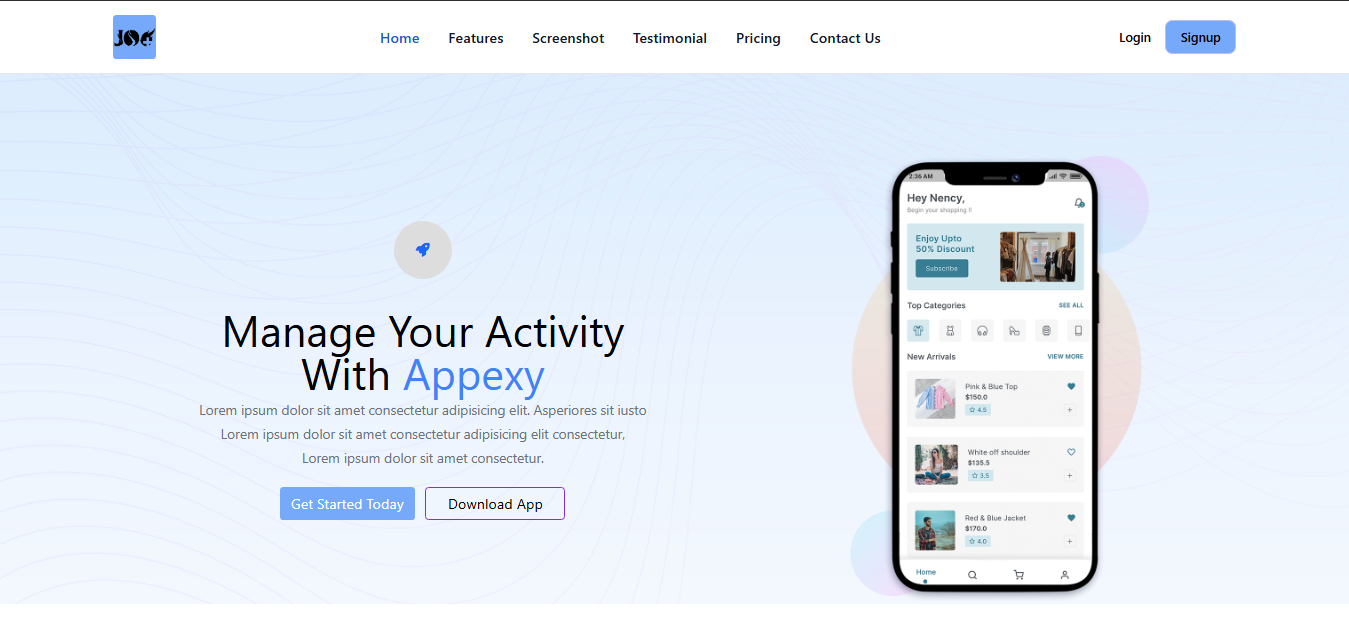 JOE
Home Features Screenshot Testimonial Pricing Contact Us
Login Signup
Manage Your Activity
With Appexy
Lorem ipsum dolor sit amet consectetur adipisicing elit. Asperiores sit iusto
Lorem ipsum dolor sit amet consectetur adipisicing elit consectetur,
Lorem ipsum dolor sit amet consectetur.
Get Started Today Download App
2:36 AM
Hey Nency,
Begin your shopping !!
Enjoy Upto
50% Discount
Subscribe
Top Categories SEE ALL
New Arrivals VIEW MORE
Pink & Blue Top
$150.0
4.5
+
White off shoulder
$135.5
3.5
+
Red & Blue Jacket
$170.0
4.0
+
Home